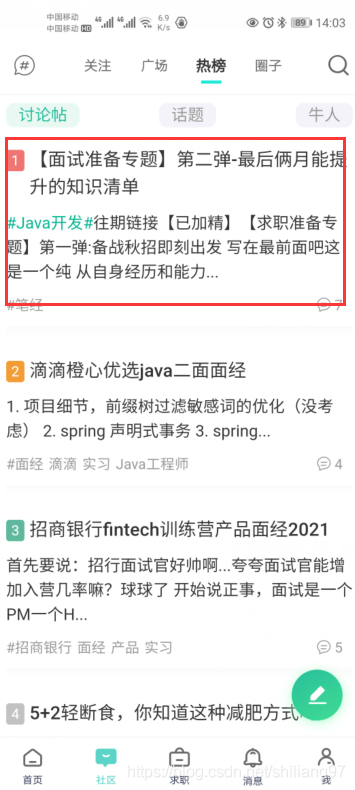 中国移动 4G 4G 6.9 89 14:03
中国移动 HD K/s
# 关注 广场 热榜 圈子
讨论帖 话题 牛人
1 【面试准备专题】第二弹-最后俩月能提
升的知识清单
#Java开发#往期链接【已加精】【求职准备专
题】第一弹:备战秋招即刻出发 写在最前面吧这
是一个纯 从自身经历和能力...
#笔经 7
2 滴滴橙心优选java二面面经
1. 项目细节，前缀树过滤敏感词的优化（没考
虑） 2. spring 声明式事务 3. spring...
#面经 滴滴 实习 Java工程师 4
3 招商银行fintech训练营产品面经2021
首先要说：招行面试官好帅啊...夸夸面试官能增
加入营几率嘛？球球了 开始说正事，面试是一个
PM一个H...
#招商银行 面经 产品 实习 5
4 5+2轻断食，你知道这种减肥方式
首页 社区 求职 消息 我
https://blog.csdn.net/shiliang97